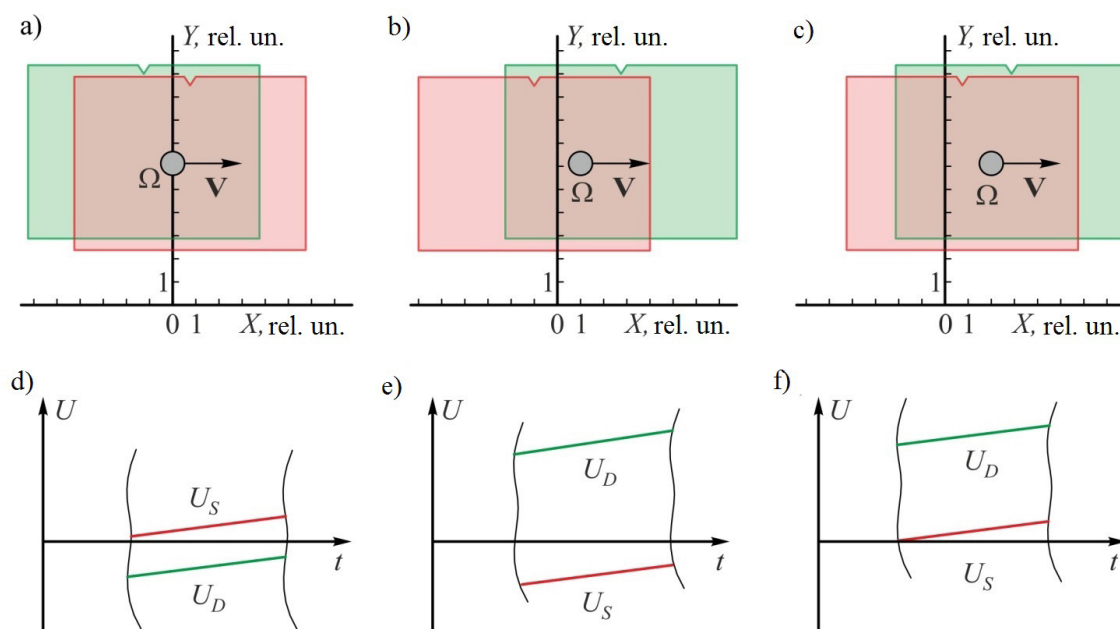 a)
Y, rel. un.
Ω
V
1
0 1
X, rel. un.
b)
Y, rel. un.
Ω
V
1
0 1
X, rel. un.
c)
Y, rel. un.
Ω
V
1
0 1
X, rel. un.
d)
U
U_S
U_D
t
e)
U
U_D
U_S
t
f)
U
U_D
U_S
t